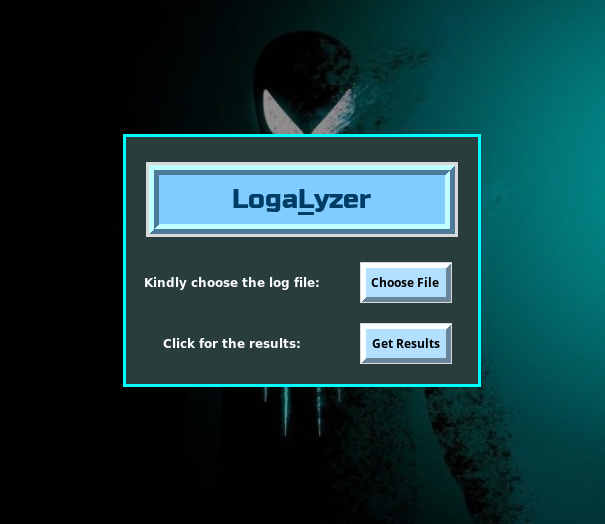 LogaLyzer
Kindly choose the log file:
Choose File
Click for the results:
Get Results